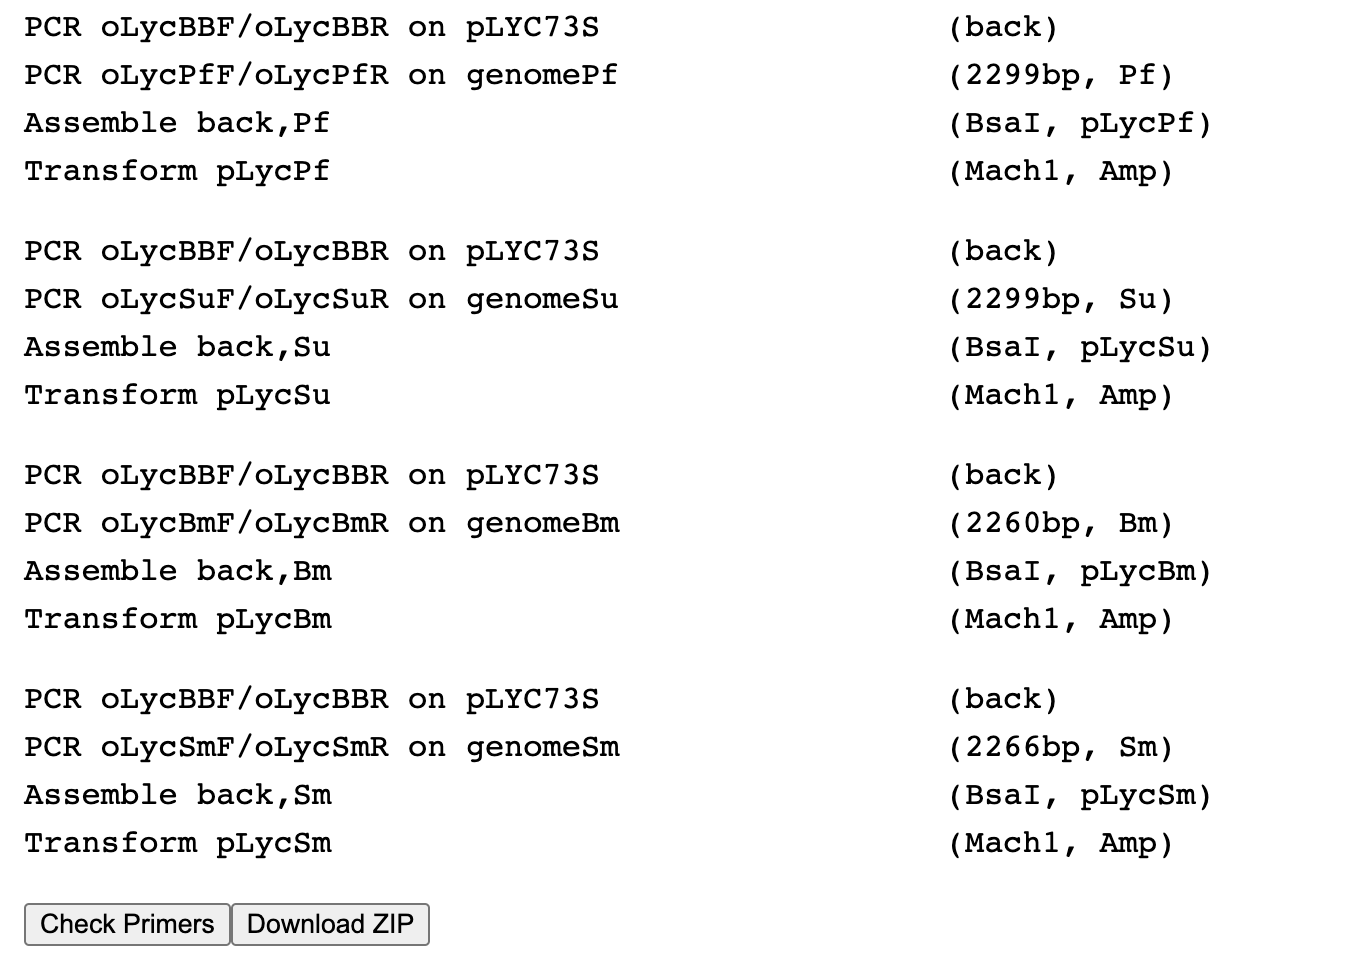 PCR oLycBBF/oLycBBR on pLYC73S (back)
PCR oLycPfF/oLycPfR on genomePf (2299bp, Pf)
Assemble back,Pf (BsaI, pLycPf)
Transform pLycPf (Mach1, Amp)
PCR oLycBBF/oLycBBR on pLYC73S (back)
PCR oLycSuF/oLycSuR on genomeSu (2299bp, Su)
Assemble back,Su (BsaI, pLycSu)
Transform pLycSu (Mach1, Amp)
PCR oLycBBF/oLycBBR on pLYC73S (back)
PCR oLycBmF/oLycBmR on genomeBm (2260bp, Bm)
Assemble back,Bm (BsaI, pLycBm)
Transform pLycBm (Mach1, Amp)
PCR oLycBBF/oLycBBR on pLYC73S (back)
PCR oLycSmF/oLycSmR on genomeSm (2266bp, Sm)
Assemble back,Sm (BsaI, pLycSm)
Transform pLycSm (Mach1, Amp)
Check Primers Download ZIP